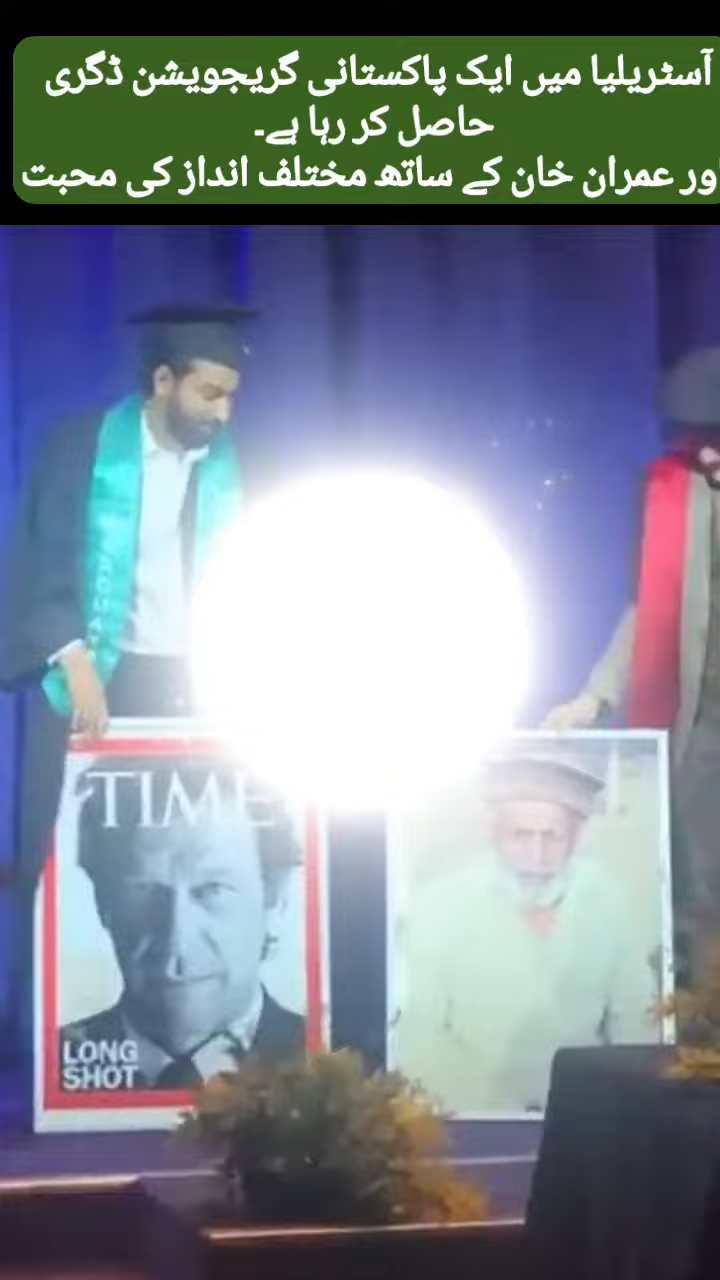 آسٹریلیا میں ایک پاکستانی گریجویشن ڈگری
حاصل کر رہا ہے۔
اور عمران خان کے ساتھ مختلف انداز کی محبت
TIME
LONG
SHOT